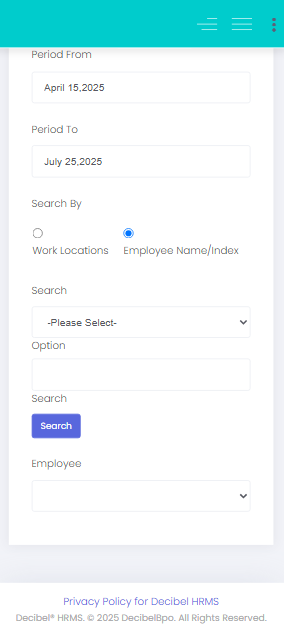 Period From
April 15,2025
Period To
July 25,2025
Search By
Work Locations
Employee Name/Index
Search
-Please Select-
Option
Search
Search
Employee
Privacy Policy for Decibel HRMS
Decibel® HRMS. © 2025 DecibelBpo. All Rights Reserved.